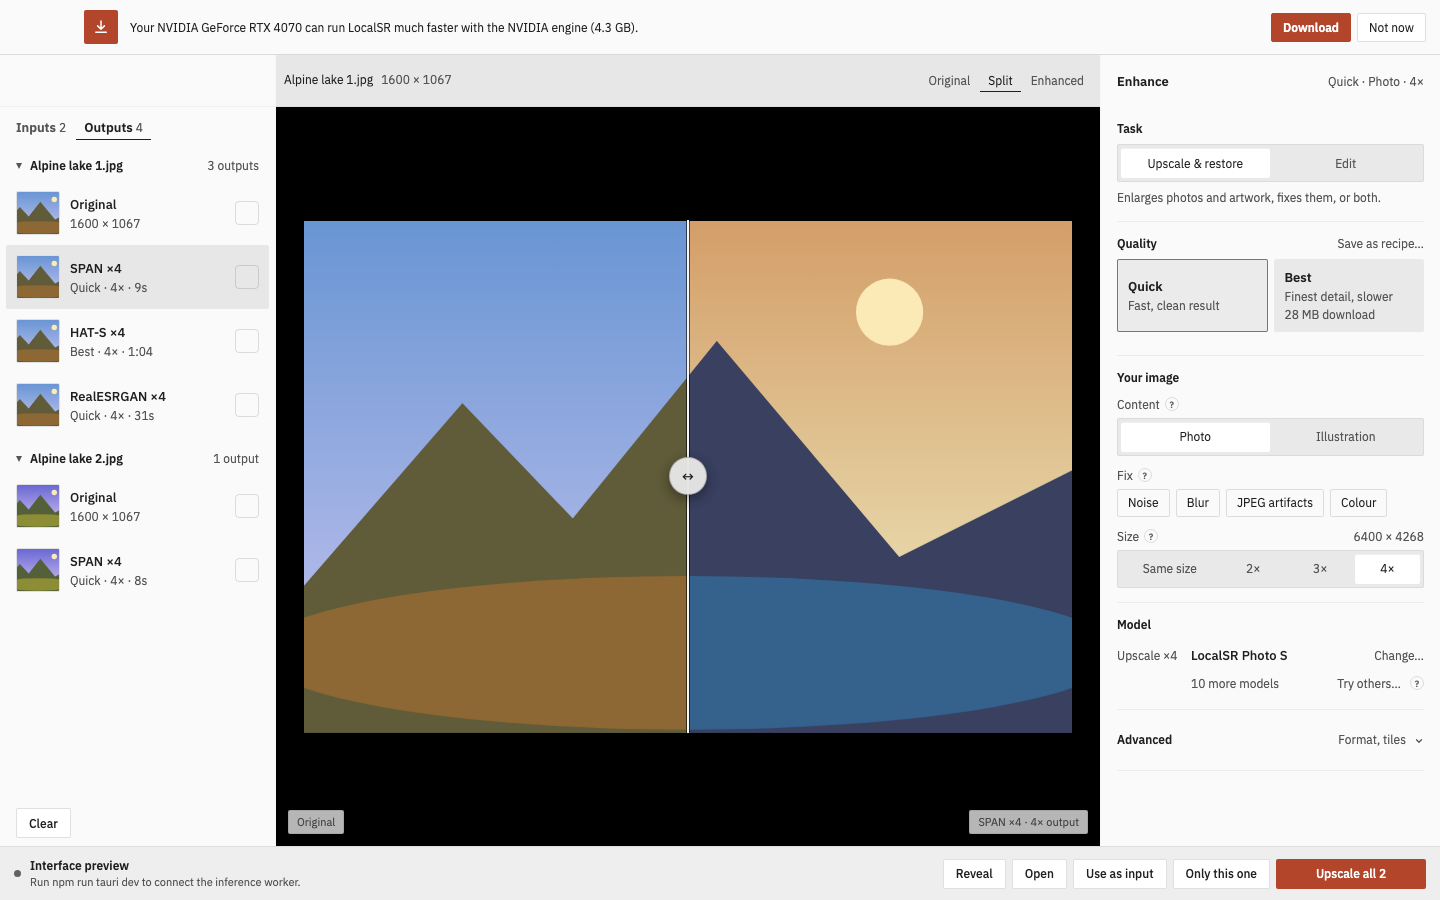 Your NVIDIA GeForce RTX 4070 can run LocalSR much faster with the NVIDIA engine (4.3 GB).
Download
Not now
Alpine lake 1.jpg 1600 × 1067
Original
Split
Enhanced
Enhance
Quick · Photo · 4×
Inputs 2
Outputs 4
▼ Alpine lake 1.jpg
3 outputs
Original
1600 × 1067
SPAN ×4
Quick · 4× · 9s
HAT-S ×4
Best · 4× · 1:04
RealESRGAN ×4
Quick · 4× · 31s
▼ Alpine lake 2.jpg
1 output
Original
1600 × 1067
SPAN ×4
Quick · 4× · 8s
Clear
Original
SPAN ×4 · 4× output
Task
Upscale & restore
Edit
Enlarges photos and artwork, fixes them, or both.
Quality
Save as recipe...
Quick
Fast, clean result
Best
Finest detail, slower
28 MB download
Your image
Content ?
Photo
Illustration
Fix ?
Noise
Blur
JPEG artifacts
Colour
Size ?
6400 × 4268
Same size
2×
3×
4×
Model
Upscale ×4
LocalSR Photo S
Change...
10 more models
Try others... ?
Advanced
Format, tiles
Interface preview
Run npm run tauri dev to connect the inference worker.
Reveal
Open
Use as input
Only this one
Upscale all 2